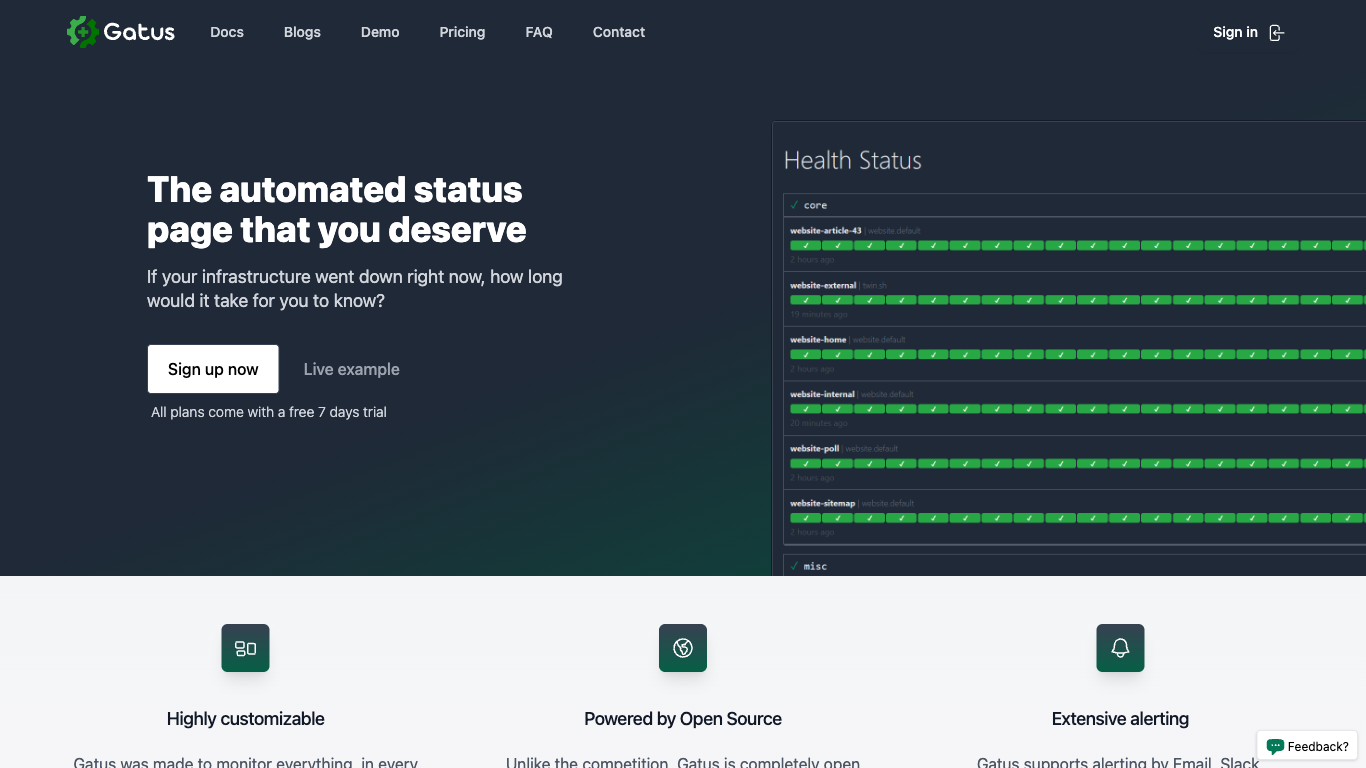 Gatus
Docs
Blogs
Demo
Pricing
FAQ
Contact
Sign in
The automated status
page that you deserve
If your infrastructure went down right now, how long
would it take for you to know?
Sign up now
Live example
All plans come with a free 7 days trial
Health Status
✓ core
website-article-43 | website.default
2 hours ago
website-external | twin.sh
19 minutes ago
website-home | website.default
2 hours ago
website-internal | website.default
20 minutes ago
website-poll | website.default
2 hours ago
website-sitemap | website.default
2 hours ago
✓ misc
Highly customizable
Powered by Open Source
Extensive alerting
Gatus was made to monitor everything, in every
Unlike the competition, Gatus is completely open
Gatus supports alerting by Email, Slack,
Feedback?